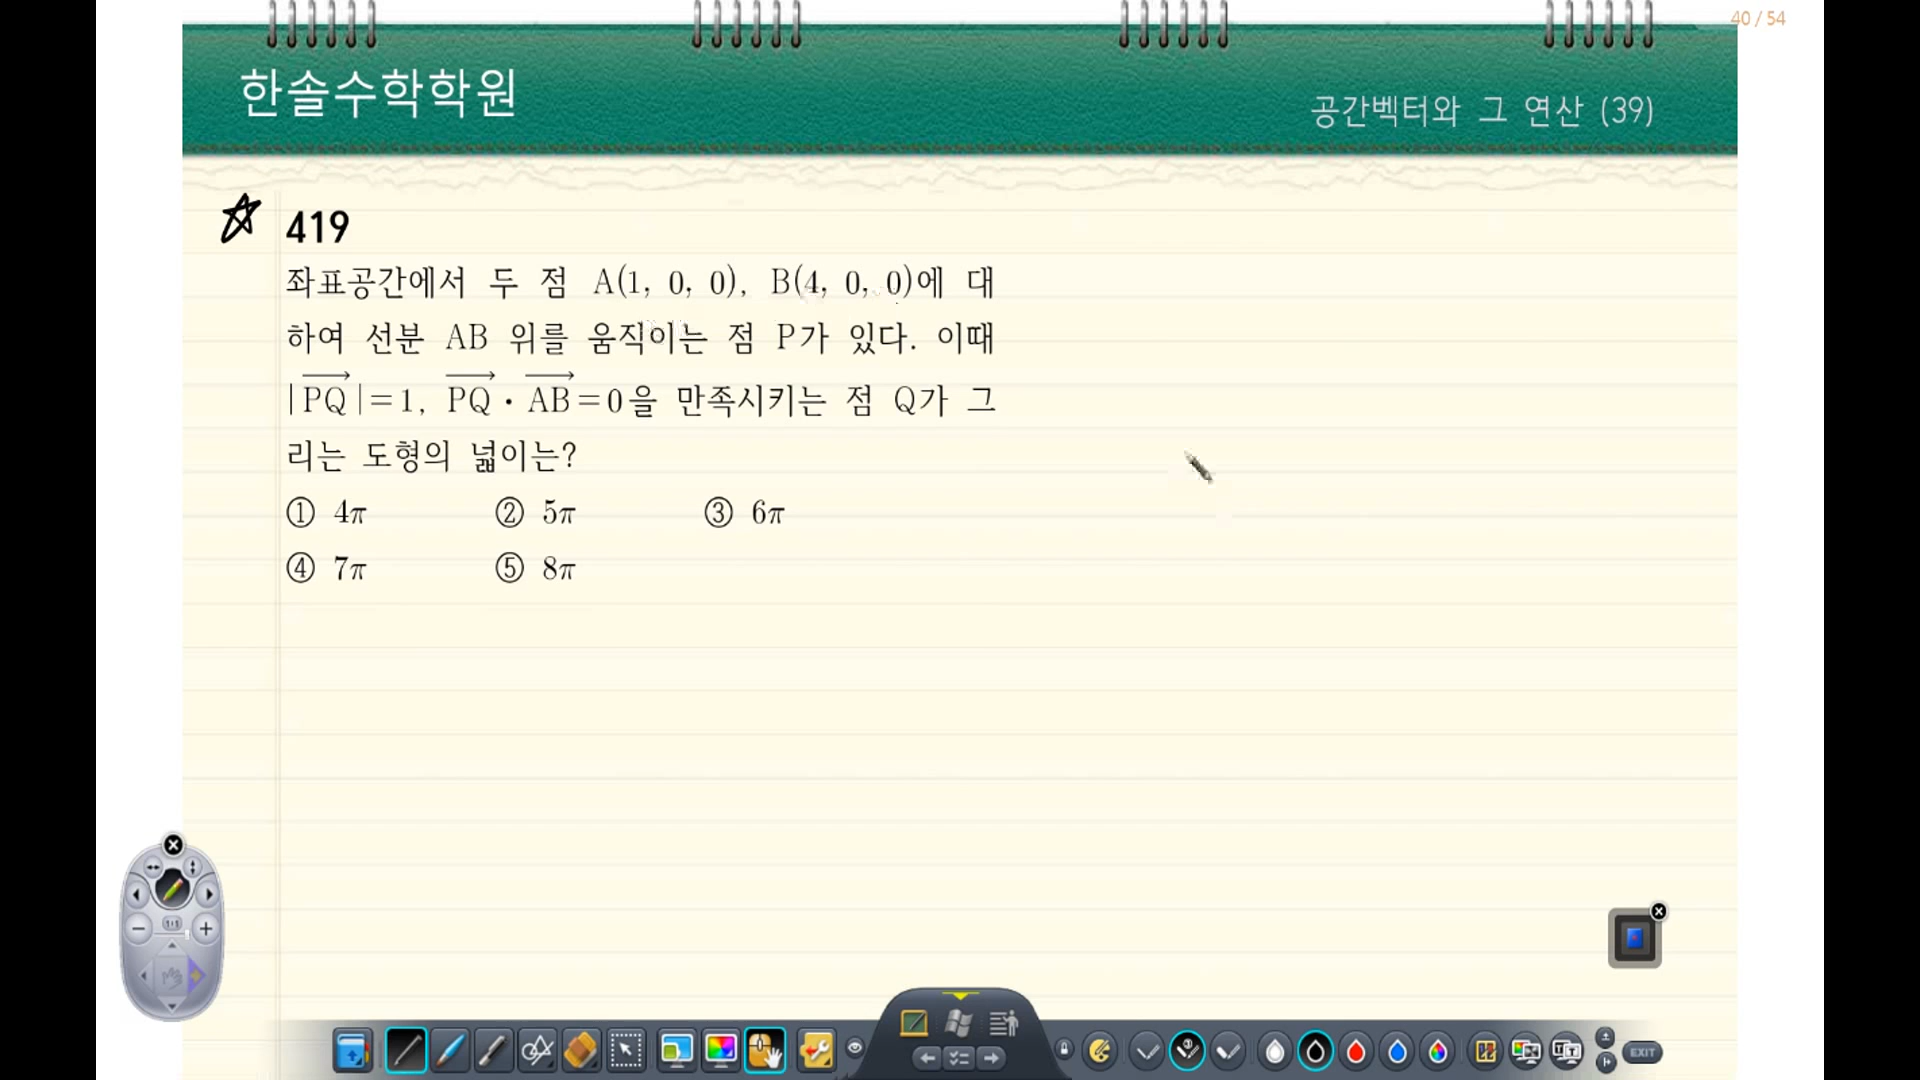 40 / 54
한솔수학학원
공간벡터와 그 연산 (39)
419
좌표공간에서 두 점 A(1, 0, 0), B(4, 0, 0)에 대
하여 선분 AB 위를 움직이는 점 P가 있다. 이때
|PQ|=1, PQ・AB=0을 만족시키는 점 Q가 그
리는 도형의 넓이는?
① 4π ② 5π ③ 6π
④ 7π ⑤ 8π
EXIT